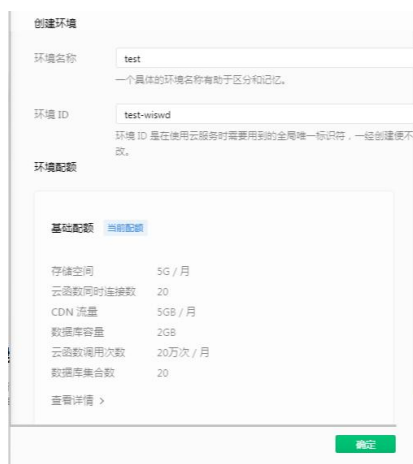 创建环境
环境名称 test
一个具体的环境名称有助于区分和记忆。
环境 ID test-wiswd
环境 ID 是在使用云服务时需要用到的全局唯一标识符，一经创建便不
改。
环境配额
基础配额 当前配额
存储空间 5G / 月
云函数同时连接数 20
CDN 流量 5GB / 月
数据库容量 2GB
云函数调用次数 20万次 / 月
数据库集合数 20
查看详情 >
确定